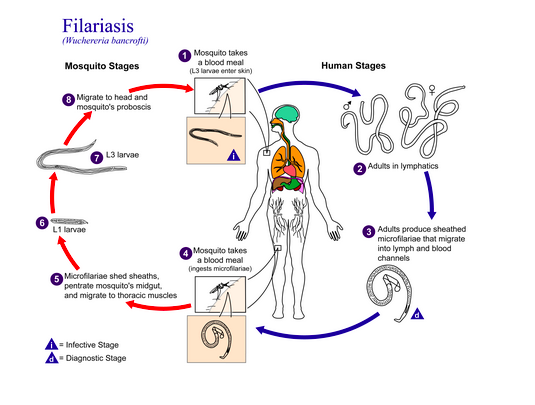 Filariasis
(Wuchereria bancrofti)
Mosquito Stages
Human Stages
1 Mosquito takes
a blood meal
(L3 larvae enter skin)
i
♂
♀
2 Adults in lymphatics
3 Adults produce sheathed
microfilariae that migrate
into lymph and blood
channels
d
4 Mosquito takes
a blood meal
(ingests microfilariae)
5 Microfilariae shed sheaths,
pentrate mosquito's midgut,
and migrate to thoracic muscles
6
L1 larvae
7 L3 larvae
8 Migrate to head and
mosquito's proboscis
i = Infective Stage
d = Diagnostic Stage